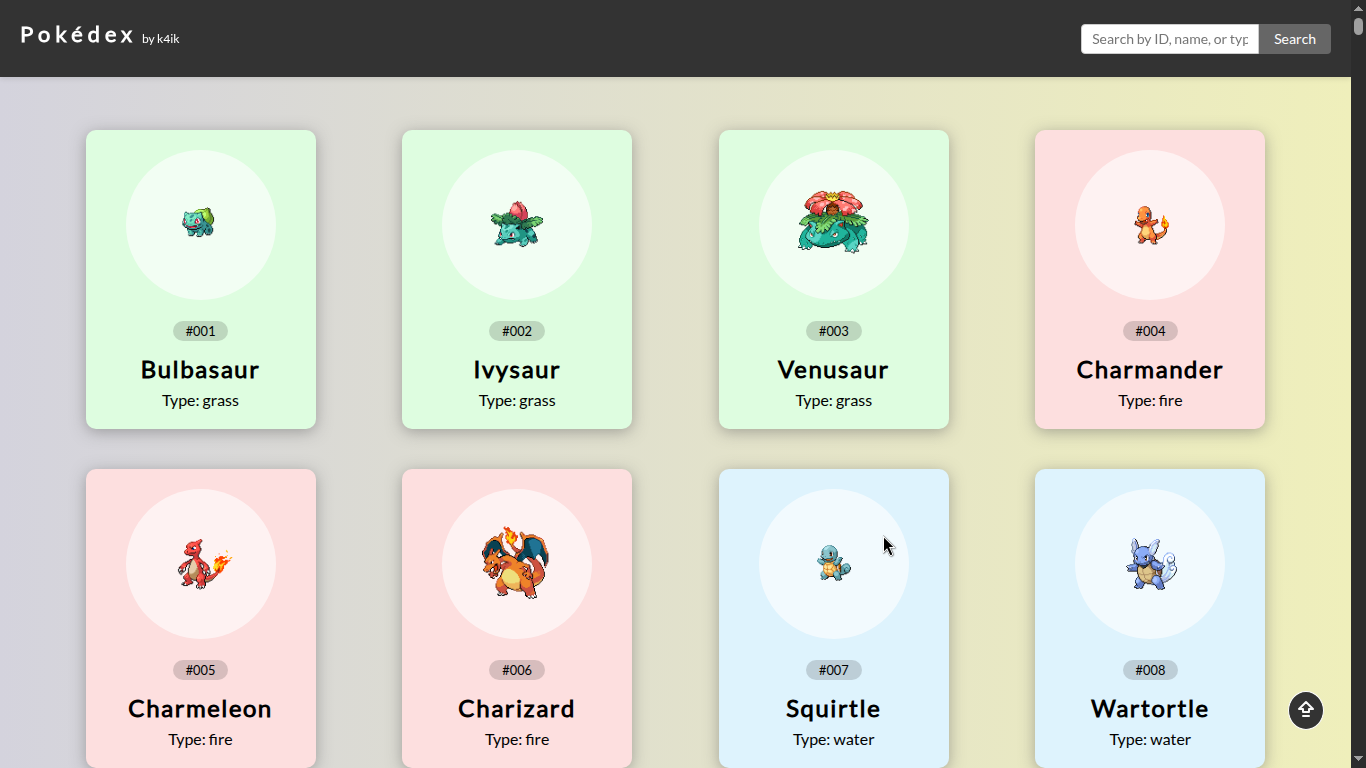 Pokédex by k4ik
Search by ID, name, or typ
Search
#001
Bulbasaur
Type: grass
#002
Ivysaur
Type: grass
#003
Venusaur
Type: grass
#004
Charmander
Type: fire
#005
Charmeleon
Type: fire
#006
Charizard
Type: fire
#007
Squirtle
Type: water
#008
Wartortle
Type: water